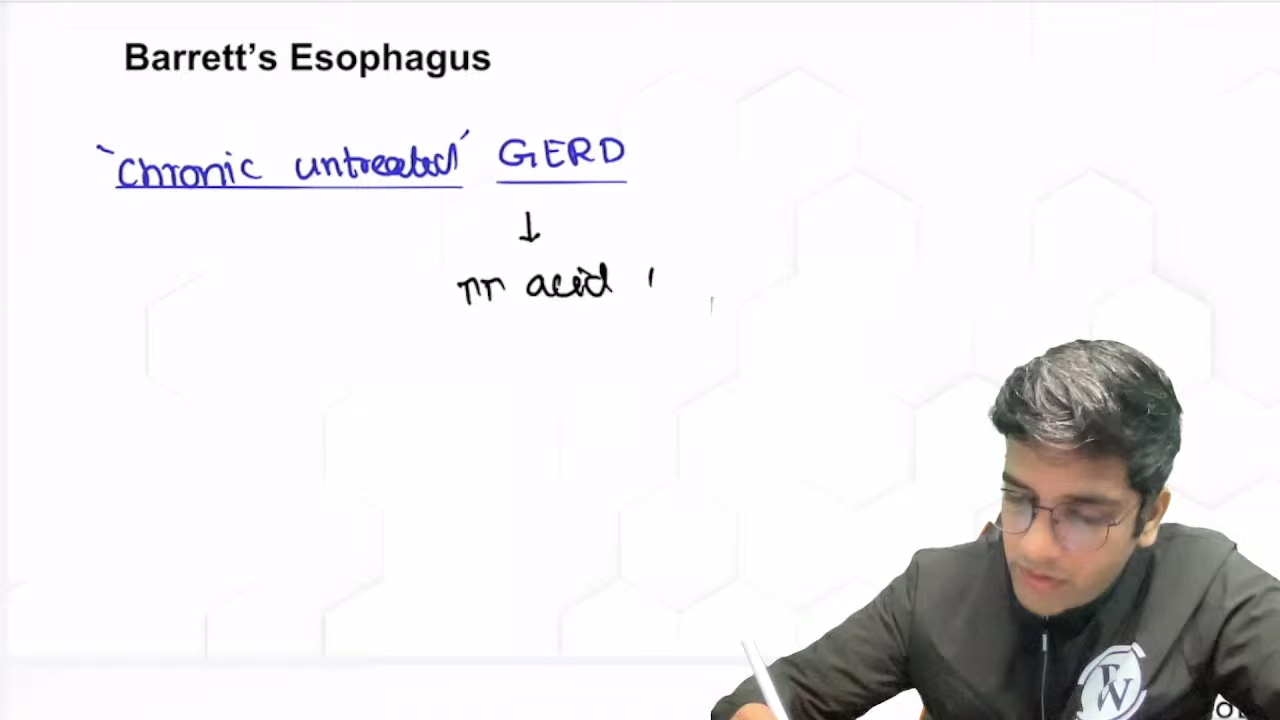 Barrett's Esophagus
`chronic untreated´ GERD
↓
↑↑ acid